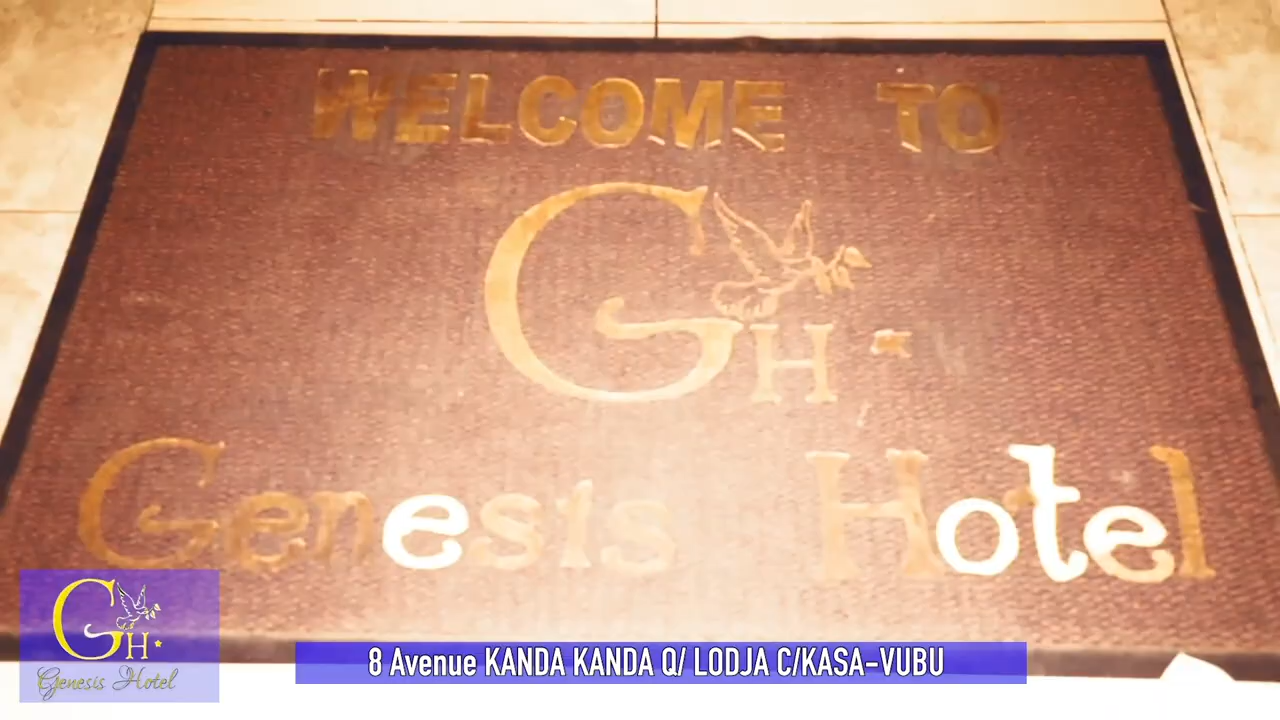 WELCOME TO
GH
Genesis Hotel
GH
Genesis Hotel
8 Avenue KANDA KANDA Q/ LODJA C/KASA-VUBU